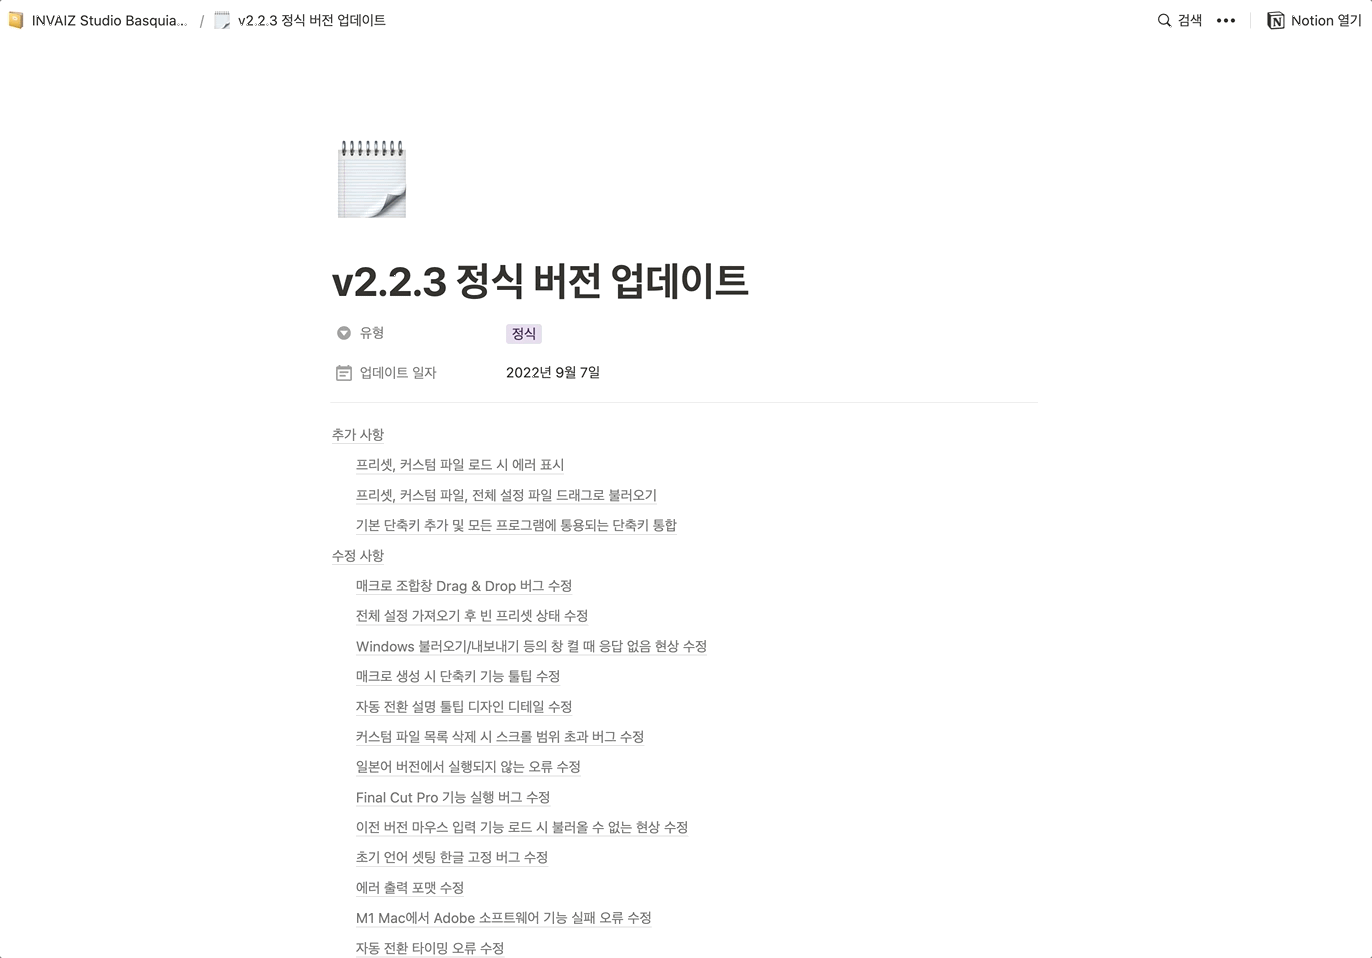 INVAIZ Studio Basquia... / v2.2.3 정식 버전 업데이트
검색 ••• Notion 열기
v2.2.3 정식 버전 업데이트
유형 정식
업데이트 일자 2022년 9월 7일
추가 사항
프리셋, 커스텀 파일 로드 시 에러 표시
프리셋, 커스텀 파일, 전체 설정 파일 드래그로 불러오기
기본 단축키 추가 및 모든 프로그램에 통용되는 단축키 통합
수정 사항
매크로 조합창 Drag & Drop 버그 수정
전체 설정 가져오기 후 빈 프리셋 상태 수정
Windows 불러오기/내보내기 등의 창 켤 때 응답 없음 현상 수정
매크로 생성 시 단축키 기능 툴팁 수정
자동 전환 설명 툴팁 디자인 디테일 수정
커스텀 파일 목록 삭제 시 스크롤 범위 초과 버그 수정
일본어 버전에서 실행되지 않는 오류 수정
Final Cut Pro 기능 실행 버그 수정
이전 버전 마우스 입력 기능 로드 시 불러올 수 없는 현상 수정
초기 언어 셋팅 한글 고정 버그 수정
에러 출력 포맷 수정
M1 Mac에서 Adobe 소프트웨어 기능 실패 오류 수정
자동 전환 타이밍 오류 수정